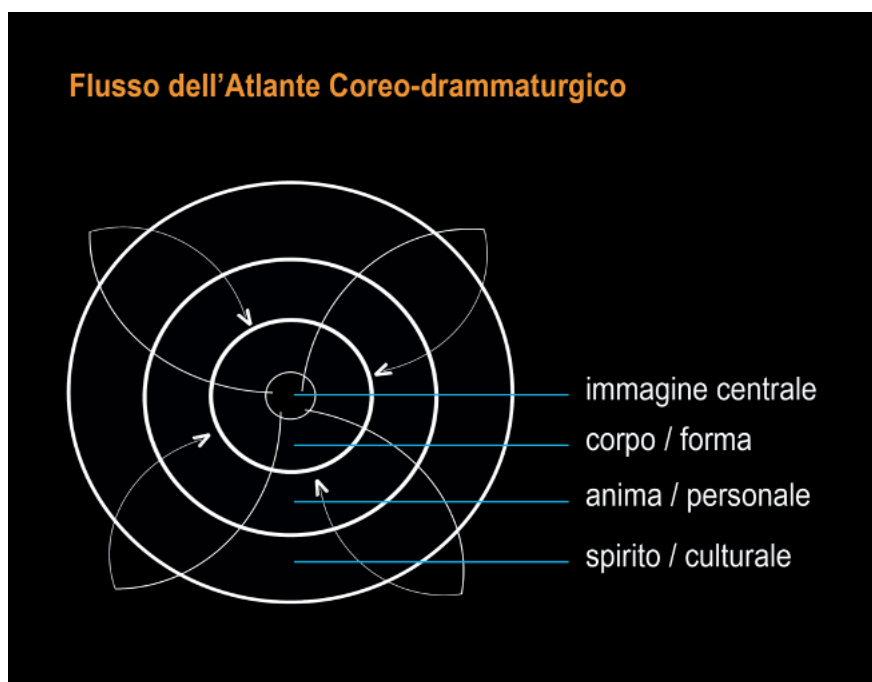 Flusso dell’Atlante Coreo-drammaturgico
immagine centrale
corpo / forma
anima / personale
spirito / culturale